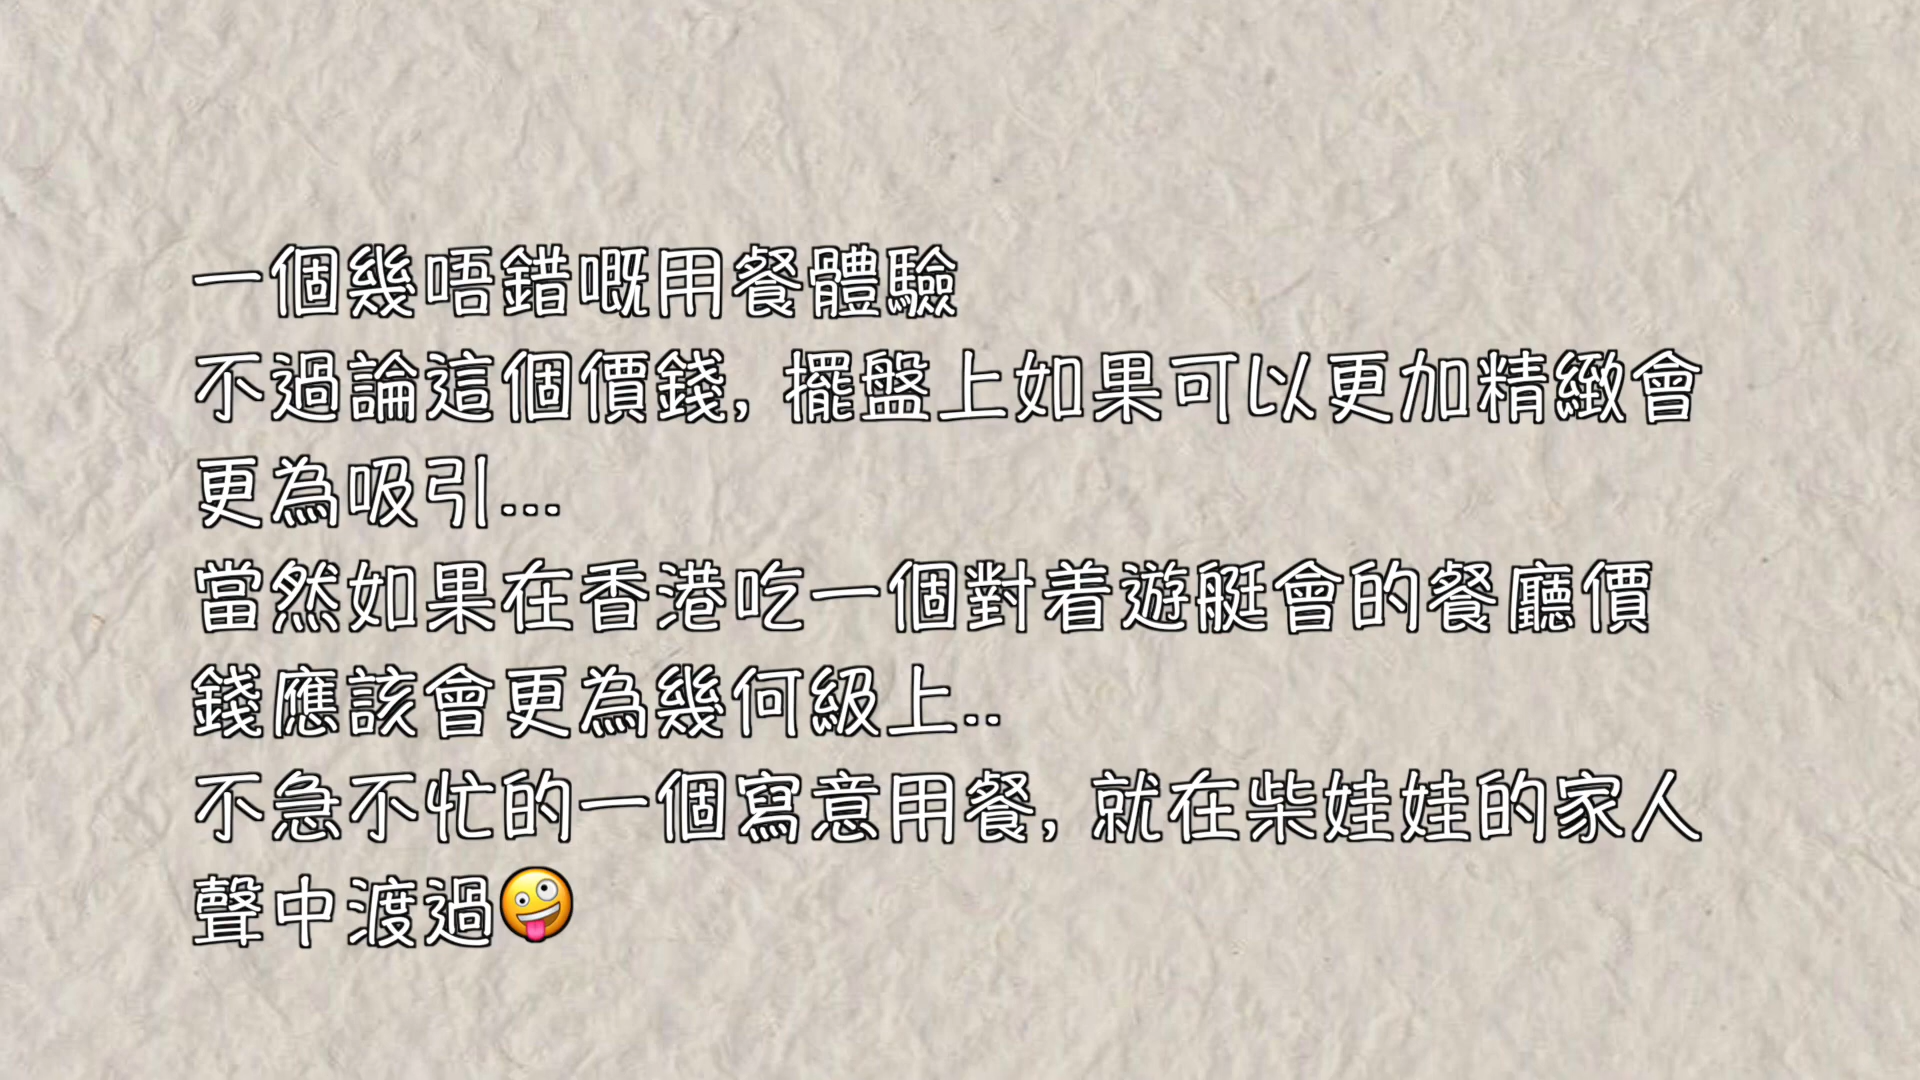 一個幾唔錯嘅用餐體驗
不過論這個價錢, 擺盤上如果可以更加精緻會
更為吸引...
當然如果在香港吃一個對着遊艇會的餐廳價
錢應該會更為幾何級上..
不急不忙的一個寫意用餐, 就在柴娃娃的家人
聲中渡過🤪